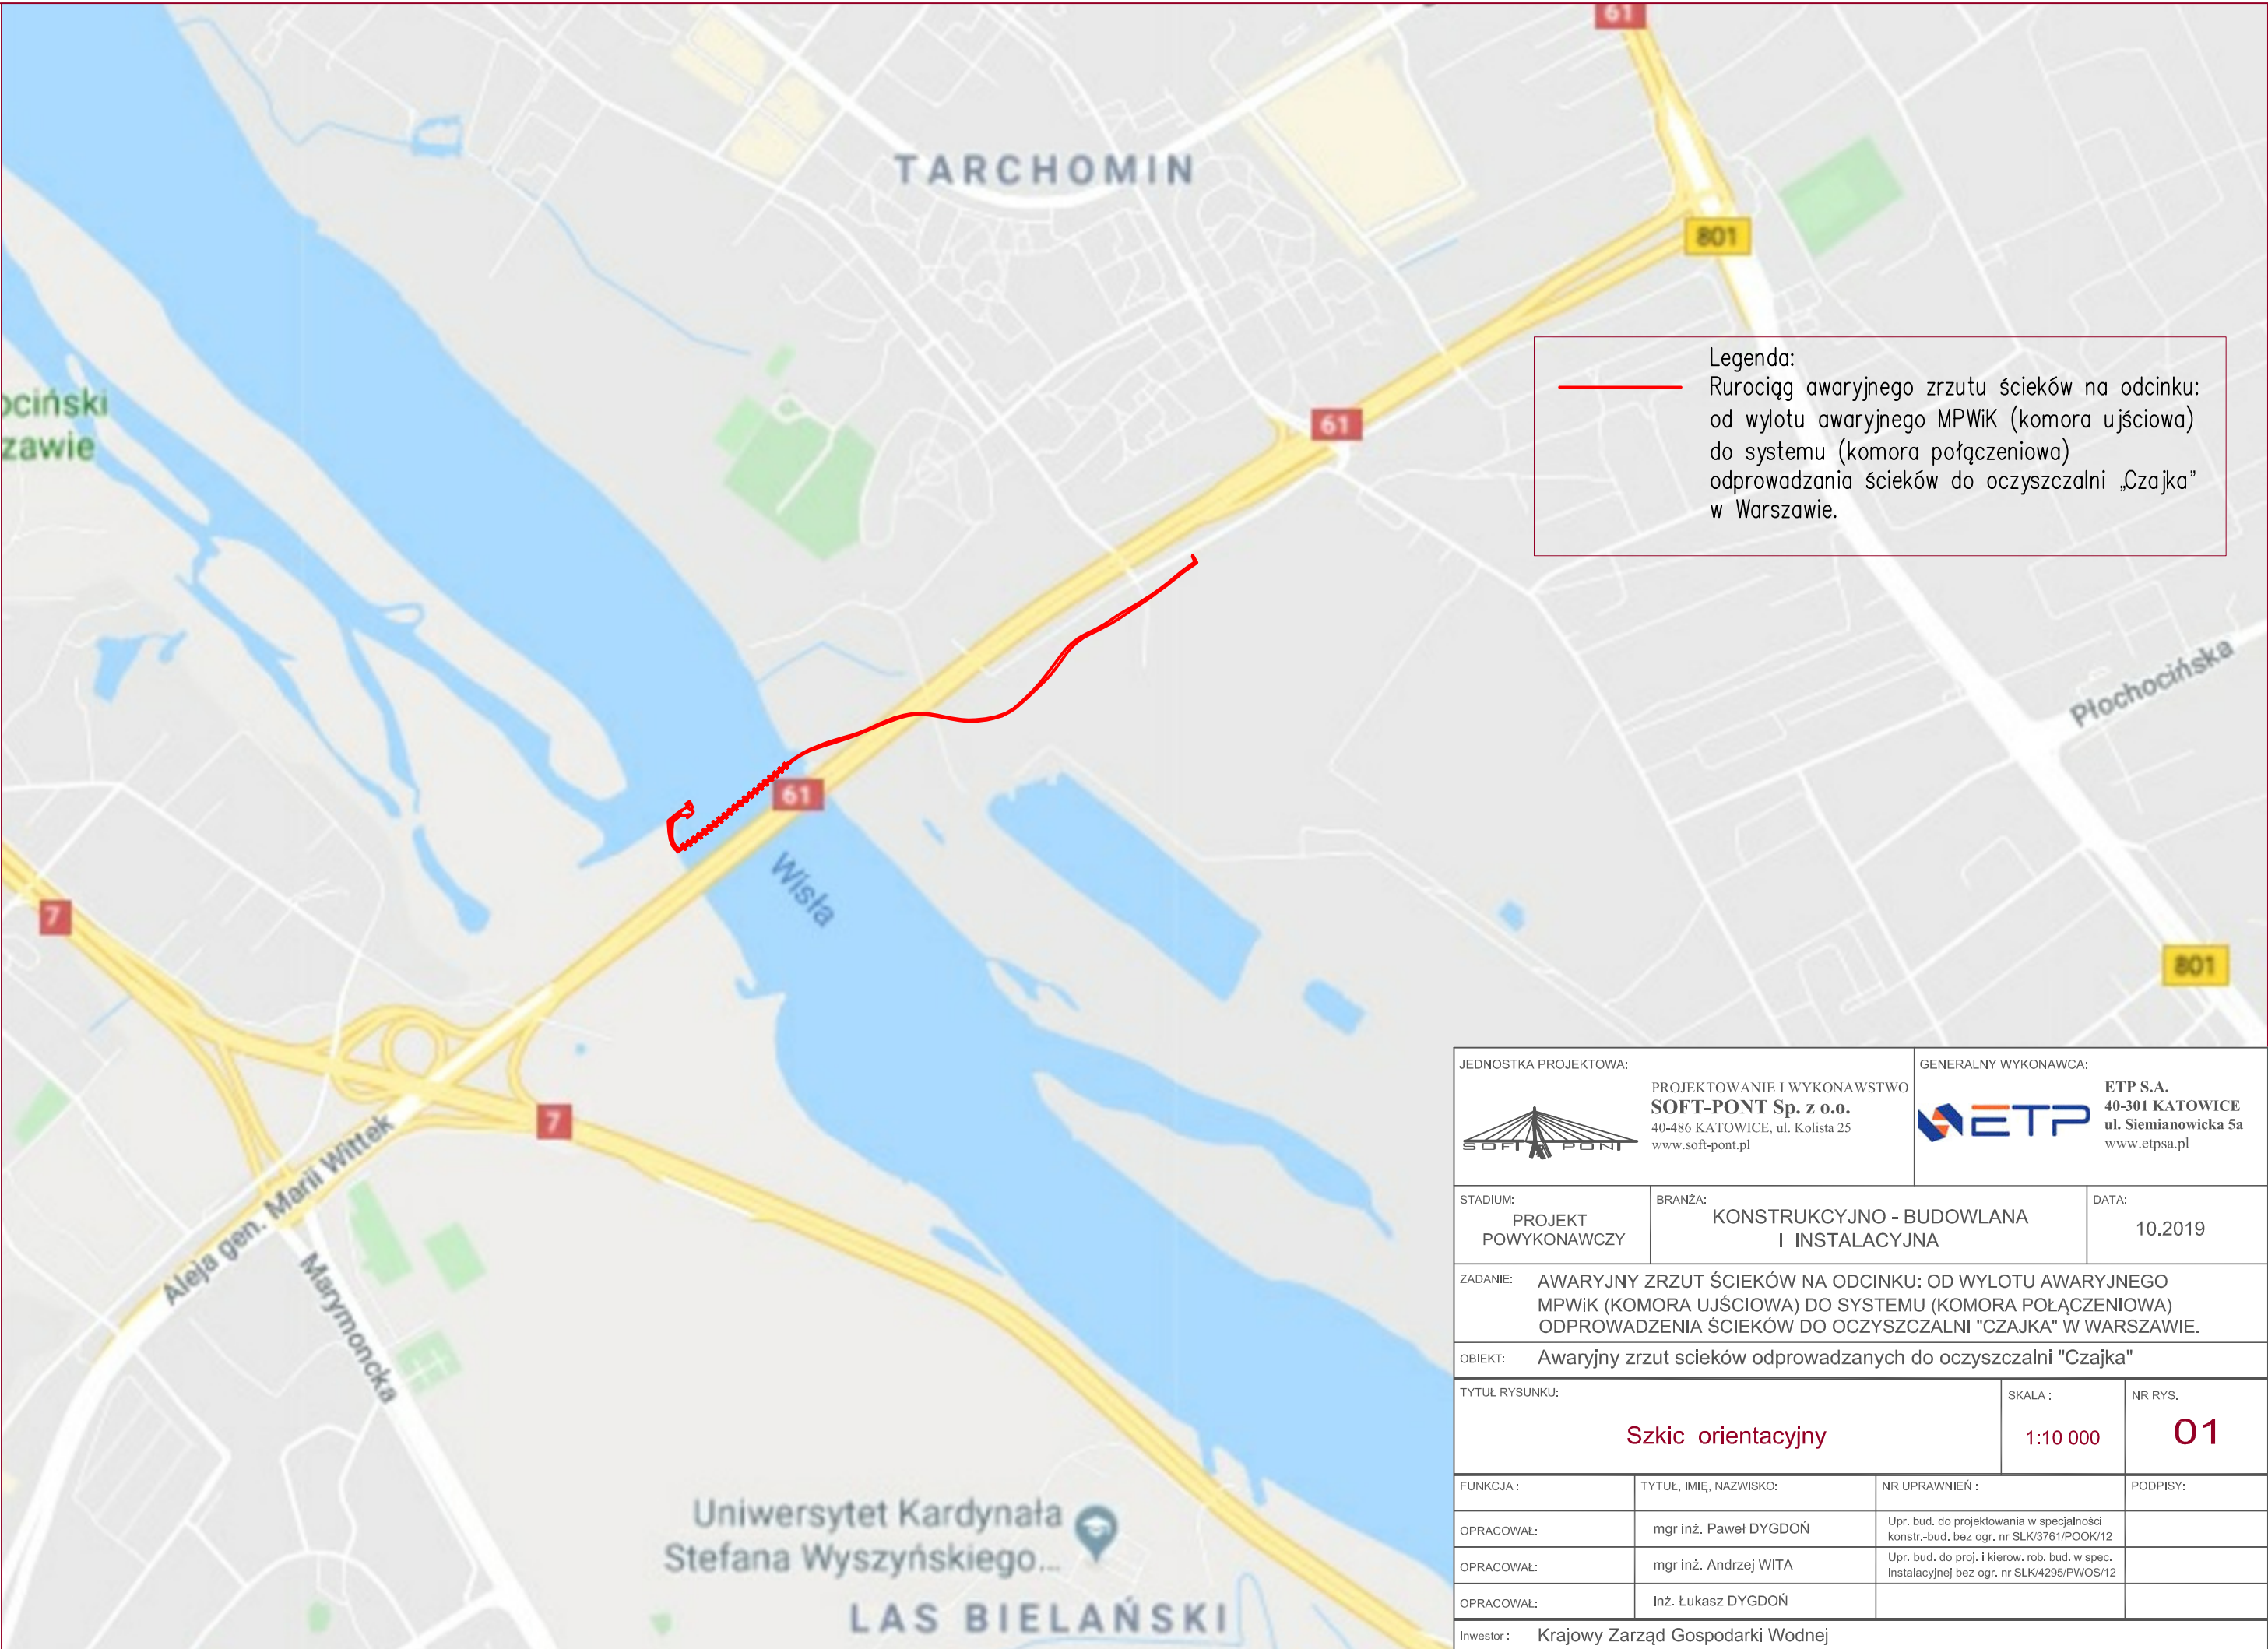 61
TARCHOMIN
801
ociński
zawie
61
Legenda:
Rurociąg awaryjnego zrzutu ścieków na odcinku:
od wylotu awaryjnego MPWiK (komora ujściowa)
do systemu (komora połączeniowa)
odprowadzania ścieków do oczyszczalni „Czajka”
w Warszawie.
Płochocińska
61
Wisła
7
801
7
Aleja gen. Marii Wittek
Marymoncka
Uniwersytet Kardynała
Stefana Wyszyńskiego...
LAS BIELAŃSKI
JEDNOSTKA PROJEKTOWA:
SOFT PONT
PROJEKTOWANIE I WYKONAWSTWO
SOFT-PONT Sp. z o.o.
40-486 KATOWICE, ul. Kolista 25
www.soft-pont.pl
GENERALNY WYKONAWCA:
ETP
ETP S.A.
40-301 KATOWICE
ul. Siemianowicka 5a
www.etpsa.pl
STADIUM:
PROJEKT
POWYKONAWCZY
BRANŻA:
KONSTRUKCYJNO - BUDOWLANA
I INSTALACYJNA
DATA:
10.2019
ZADANIE: AWARYJNY ZRZUT ŚCIEKÓW NA ODCINKU: OD WYLOTU AWARYJNEGO
MPWiK (KOMORA UJŚCIOWA) DO SYSTEMU (KOMORA POŁĄCZENIOWA)
ODPROWADZENIA ŚCIEKÓW DO OCZYSZCZALNI "CZAJKA" W WARSZAWIE.
OBIEKT: Awaryjny zrzut scieków odprowadzanych do oczyszczalni "Czajka"
TYTUŁ RYSUNKU:
Szkic orientacyjny
SKALA :
1:10 000
NR RYS.
01
FUNKCJA : TYTUŁ, IMIĘ, NAZWISKO: NR UPRAWNIEŃ : PODPISY:
OPRACOWAŁ: mgr inż. Paweł DYGDOŃ
Upr. bud. do projektowania w specjalności
konstr.-bud. bez ogr. nr SLK/3761/POOK/12
OPRACOWAŁ: mgr inż. Andrzej WITA
Upr. bud. do proj. i kierow. rob. bud. w spec.
instalacyjnej bez ogr. nr SLK/4295/PWOS/12
OPRACOWAŁ: inż. Łukasz DYGDOŃ
Inwestor : Krajowy Zarząd Gospodarki Wodnej